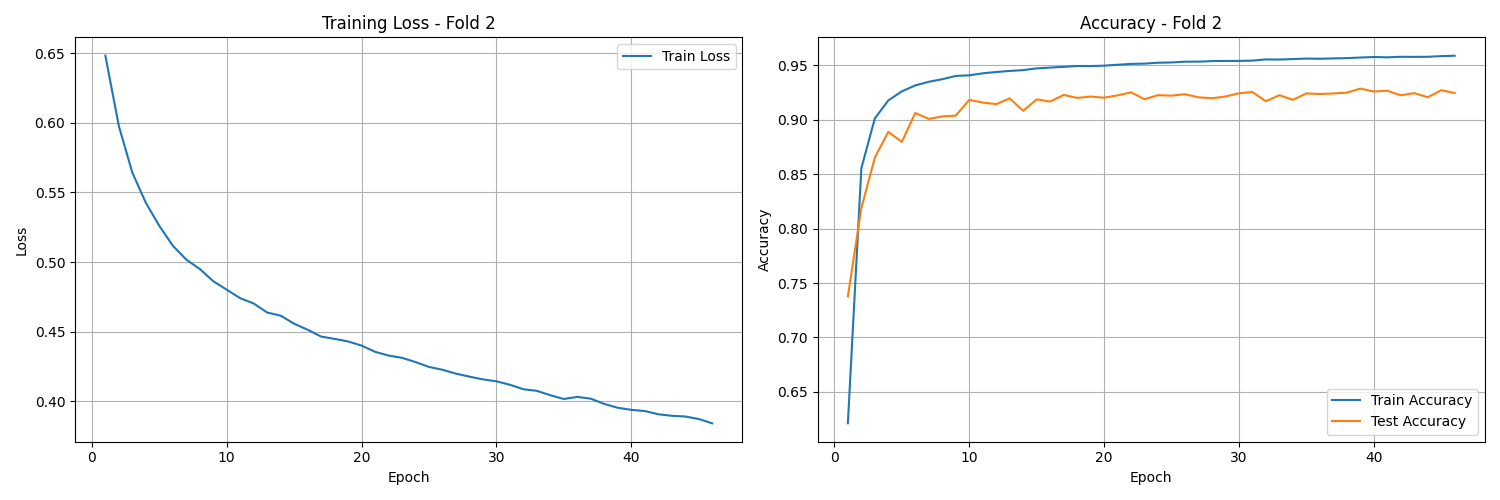 Training Loss - Fold 2
Train Loss
0.65
0.60
0.55
0.50
0.45
0.40
Loss
0
10
20
30
40
Epoch
Accuracy - Fold 2
0.95
0.90
0.85
0.80
0.75
0.70
0.65
Accuracy
Train Accuracy
Test Accuracy
0
10
20
30
40
Epoch